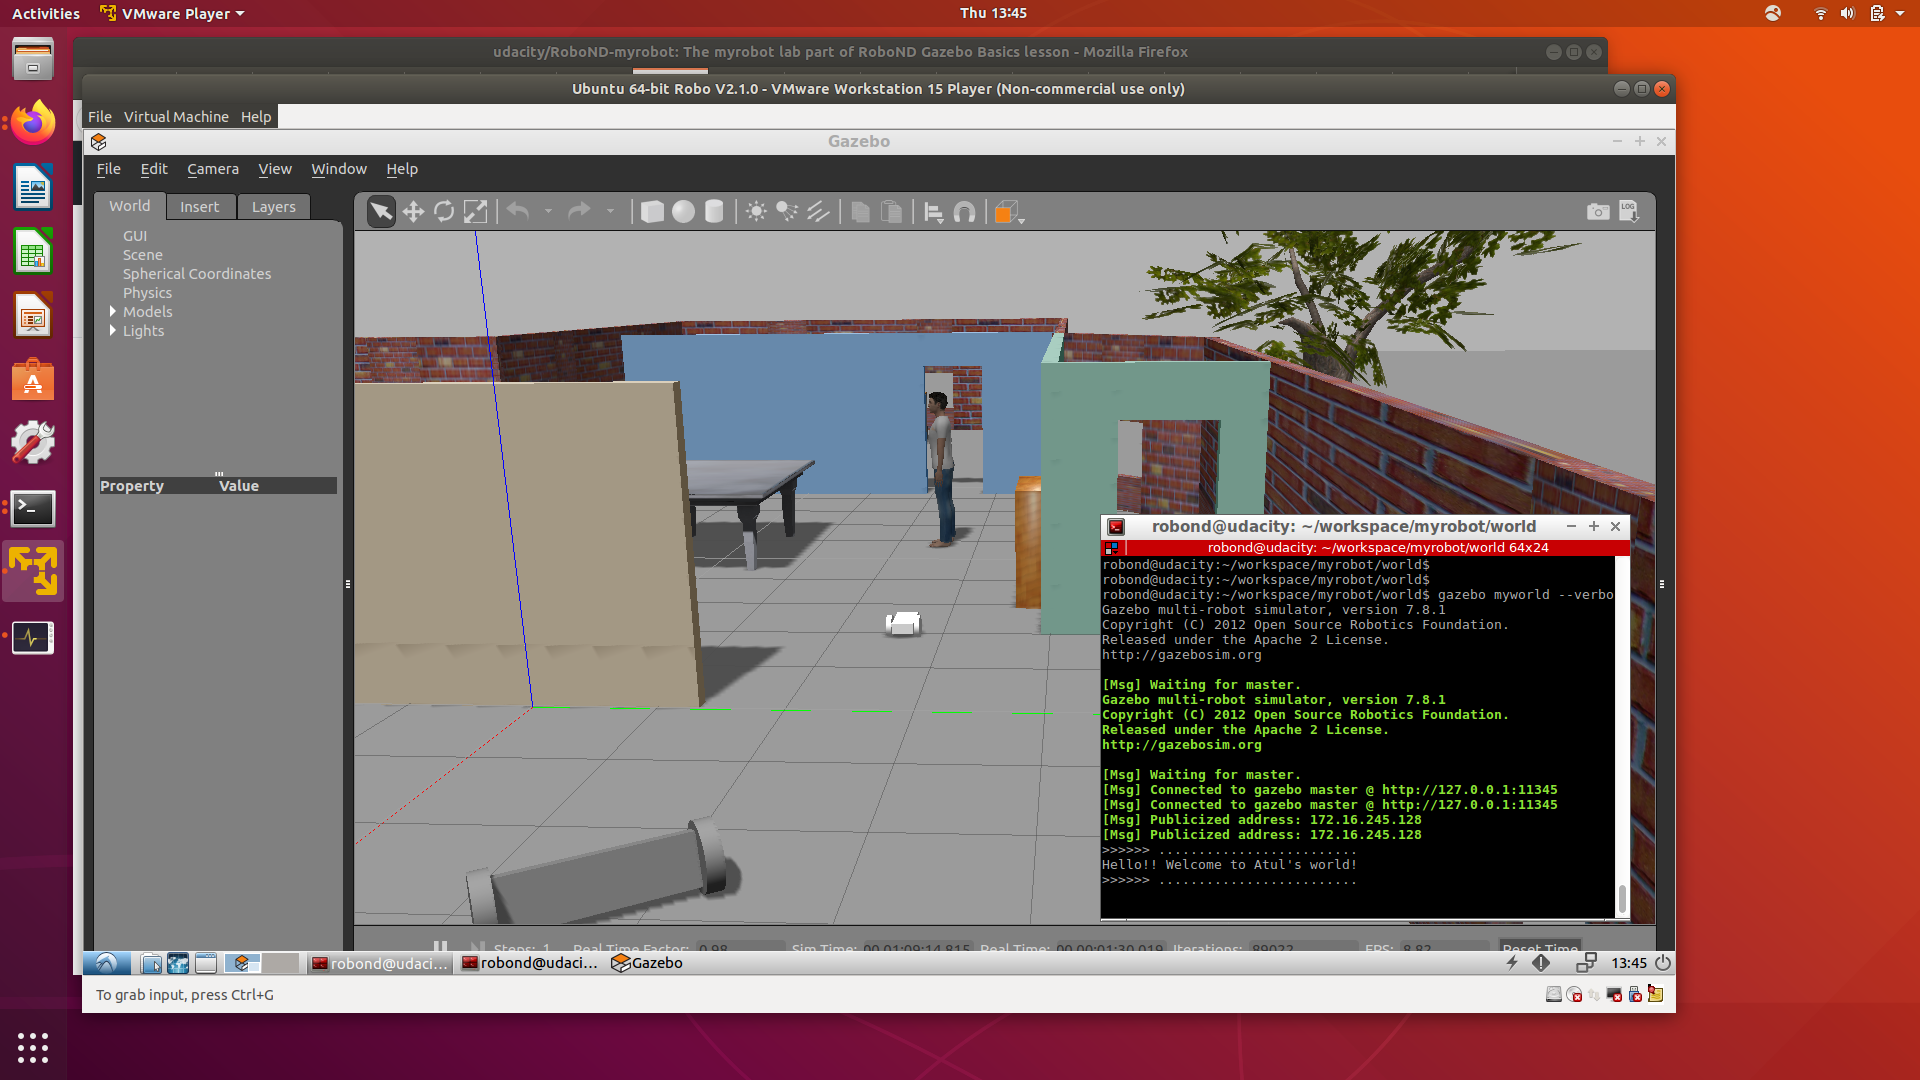 Activities
VMware Player
Thu 13:45
udacity/RoboND-myrobot: The myrobot lab part of RoboND Gazebo Basics lesson - Mozilla Firefox
Ubuntu 64-bit Robo V2.1.0 - VMware Workstation 15 Player (Non-commercial use only)
File Virtual Machine Help
Gazebo
File Edit Camera View Window Help
World Insert Layers
LOG
GUI
Scene
Spherical Coordinates
Physics
Models
Lights
Property Value
robond@udacity: ~/workspace/myrobot/world
robond@udacity: ~/workspace/myrobot/world 64x24
robond@udacity:~/workspace/myrobot/world$
robond@udacity:~/workspace/myrobot/world$
robond@udacity:~/workspace/myrobot/world$ gazebo myworld --verbo
Gazebo multi-robot simulator, version 7.8.1
Copyright (C) 2012 Open Source Robotics Foundation.
Released under the Apache 2 License.
http://gazebosim.org
[Msg] Waiting for master.
Gazebo multi-robot simulator, version 7.8.1
Copyright (C) 2012 Open Source Robotics Foundation.
Released under the Apache 2 License.
http://gazebosim.org
[Msg] Waiting for master.
[Msg] Connected to gazebo master @ http://127.0.0.1:11345
[Msg] Connected to gazebo master @ http://127.0.0.1:11345
[Msg] Publicized address: 172.16.245.128
[Msg] Publicized address: 172.16.245.128
>>>>>> .........................
Hello!! Welcome to Atul's world!
>>>>>> .........................
Steps: 1 Real Time Factor: 0.98 Sim Time: 00 01:09:14.815 Real Time: 00 00:01:30.019 Iterations: 89022 FPS: 8.82 Reset Time
robond@udaci... robond@udaci... Gazebo 13:45
To grab input, press Ctrl+G